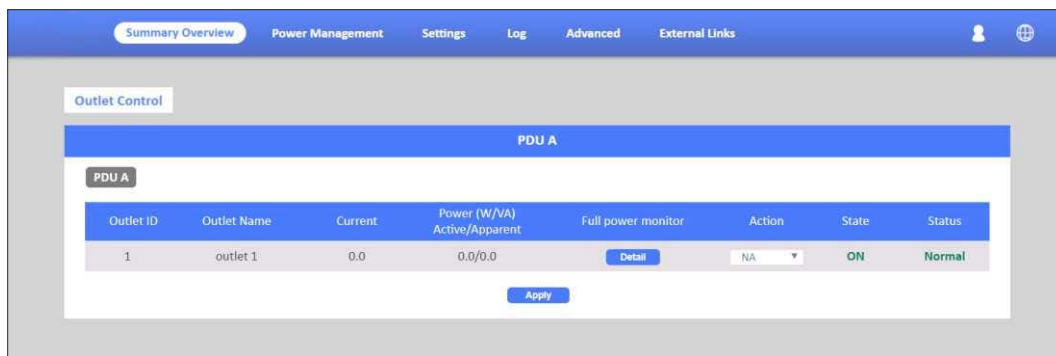 Summary Overview Power Management Settings Log Advanced External Links
Outlet Control
PDU A
PDU A
Outlet ID Outlet Name Current Power (W/VA) Active/Apparent Full power monitor Action State Status
1 outlet 1 0.0 0.0/0.0 Detail NA ON Normal
Apply